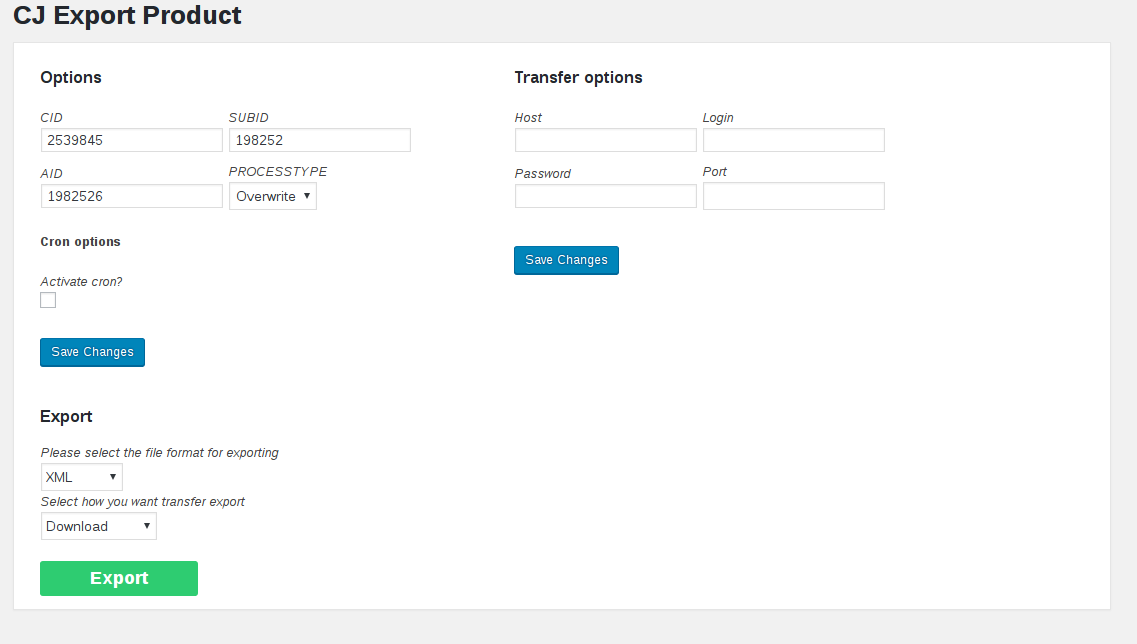 CJ Export Product
Options
CID
SUBID
2539845
198252
AID
PROCESSTYPE
1982526
Overwrite
Cron options
Activate cron?
Save Changes
Transfer options
Host
Login
Password
Port
Save Changes
Export
Please select the file format for exporting
XML
Select how you want transfer export
Download
Export